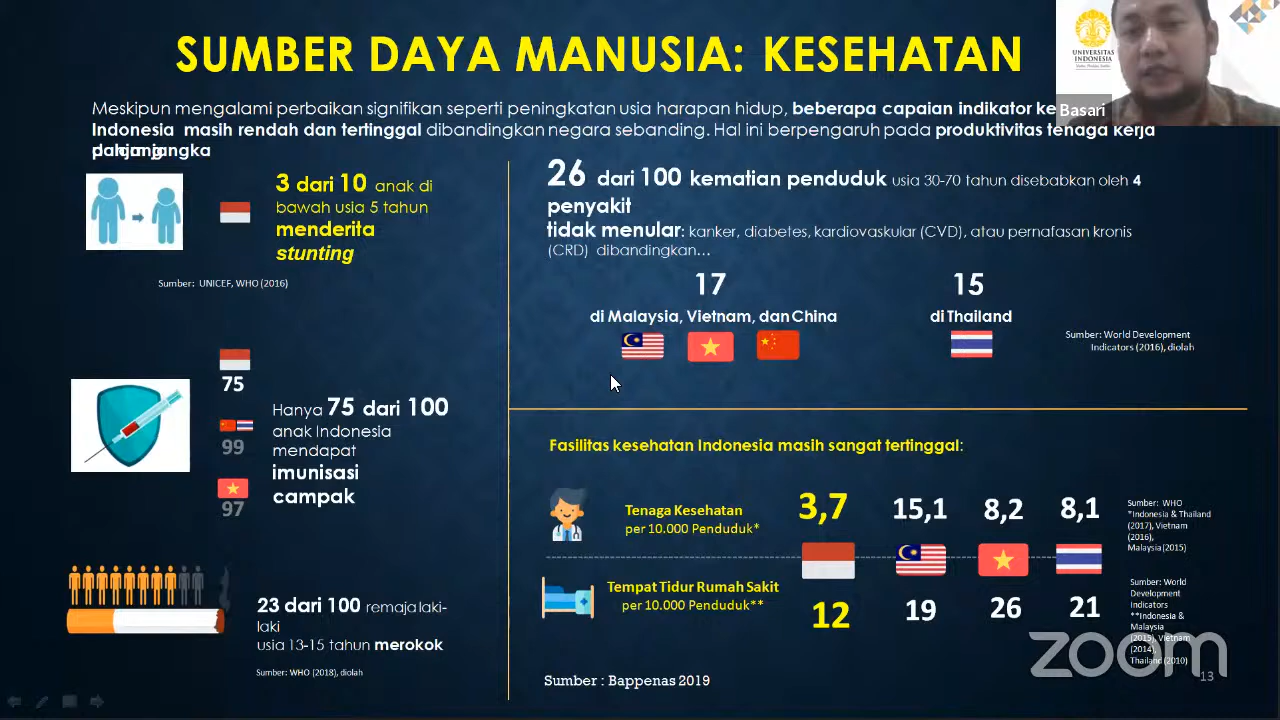 SUMBER DAYA MANUSIA: KESEHATAN
UNIVERSITAS
INDONESIA
Basari
Meskipun mengalami perbaikan signifikan seperti peningkatan usia harapan hidup, beberapa capaian indikator ke
Indonesia masih rendah dan tertinggal dibandingkan negara sebanding. Hal ini berpengaruh pada produktivitas tenaga kerja
jangka
3 dari 10 anak di
bawah usia 5 tahun
menderita
stunting
Sumber: UNICEF, WHO (2016)
75
99
97
Hanya 75 dari 100
anak Indonesia
mendapat
imunisasi
campak
23 dari 100 remaja laki-
laki
usia 13-15 tahun merokok
Sumber: WHO (2018), diolah
26 dari 100 kematian penduduk usia 30-70 tahun disebabkan oleh 4
penyakit
tidak menular: kanker, diabetes, kardiovaskular (CVD), atau pernafasan kronis
(CRD) dibandingkan...
17
di Malaysia, Vietnam, dan China
15
di Thailand
Sumber: World Development
Indicators (2016), diolah
Fasilitas kesehatan Indonesia masih sangat tertinggal:
Tenaga Kesehatan
per 10.000 Penduduk*
3,7
15,1
8,2
8,1
Sumber: WHO
*Indonesia & Thailand
(2017), Vietnam
(2016),
Malaysia (2015)
Tempat Tidur Rumah Sakit
per 10.000 Penduduk**
12
19
26
21
Sumber: World
Development
Indicators
**Indonesia &
Malaysia
(2015), Vietnam
(2014),
Thailand (2010)
Sumber : Bappenas 2019
zoom
13